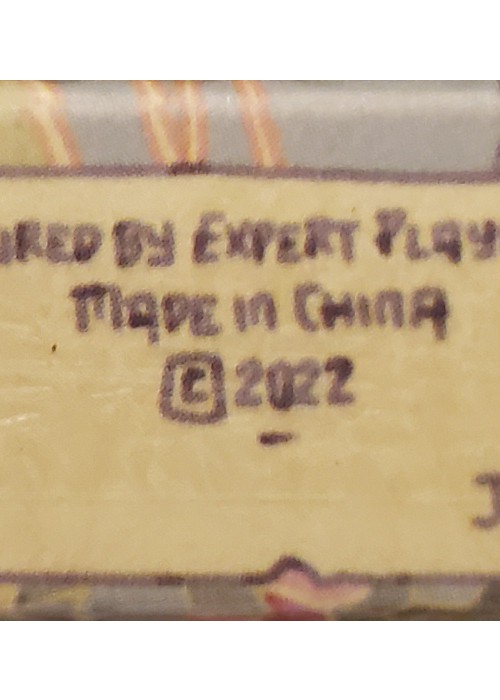 URED BY EXPERT PLAY
MADE IN CHINA
© 2022
J